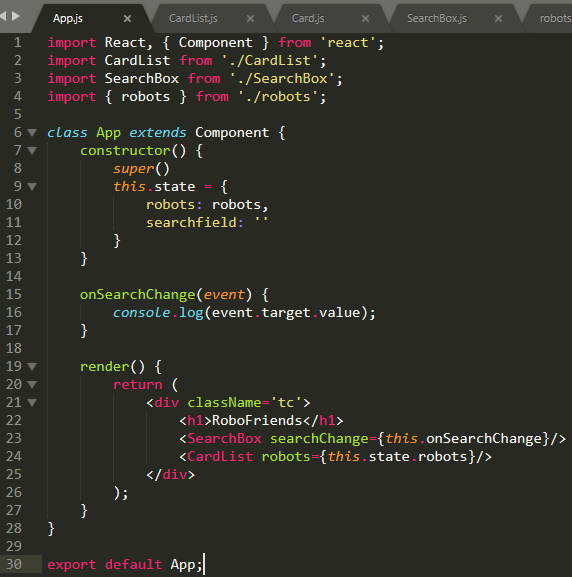 App.js × CardList.js × Card.js × SearchBox.js × robots
1 import React, { Component } from 'react';
2 import CardList from './CardList';
3 import SearchBox from './SearchBox';
4 import { robots } from './robots';
5
6 class App extends Component {
7 constructor() {
8 super()
9 this.state = {
10 robots: robots,
11 searchfield: ''
12 }
13 }
14
15 onSearchChange(event) {
16 console.log(event.target.value);
17 }
18
19 render() {
20 return (
21 <div className='tc'>
22 <h1>RoboFriends</h1>
23 <SearchBox searchChange={this.onSearchChange}/>
24 <CardList robots={this.state.robots}/>
25 </div>
26 );
27 }
28 }
29
30 export default App;